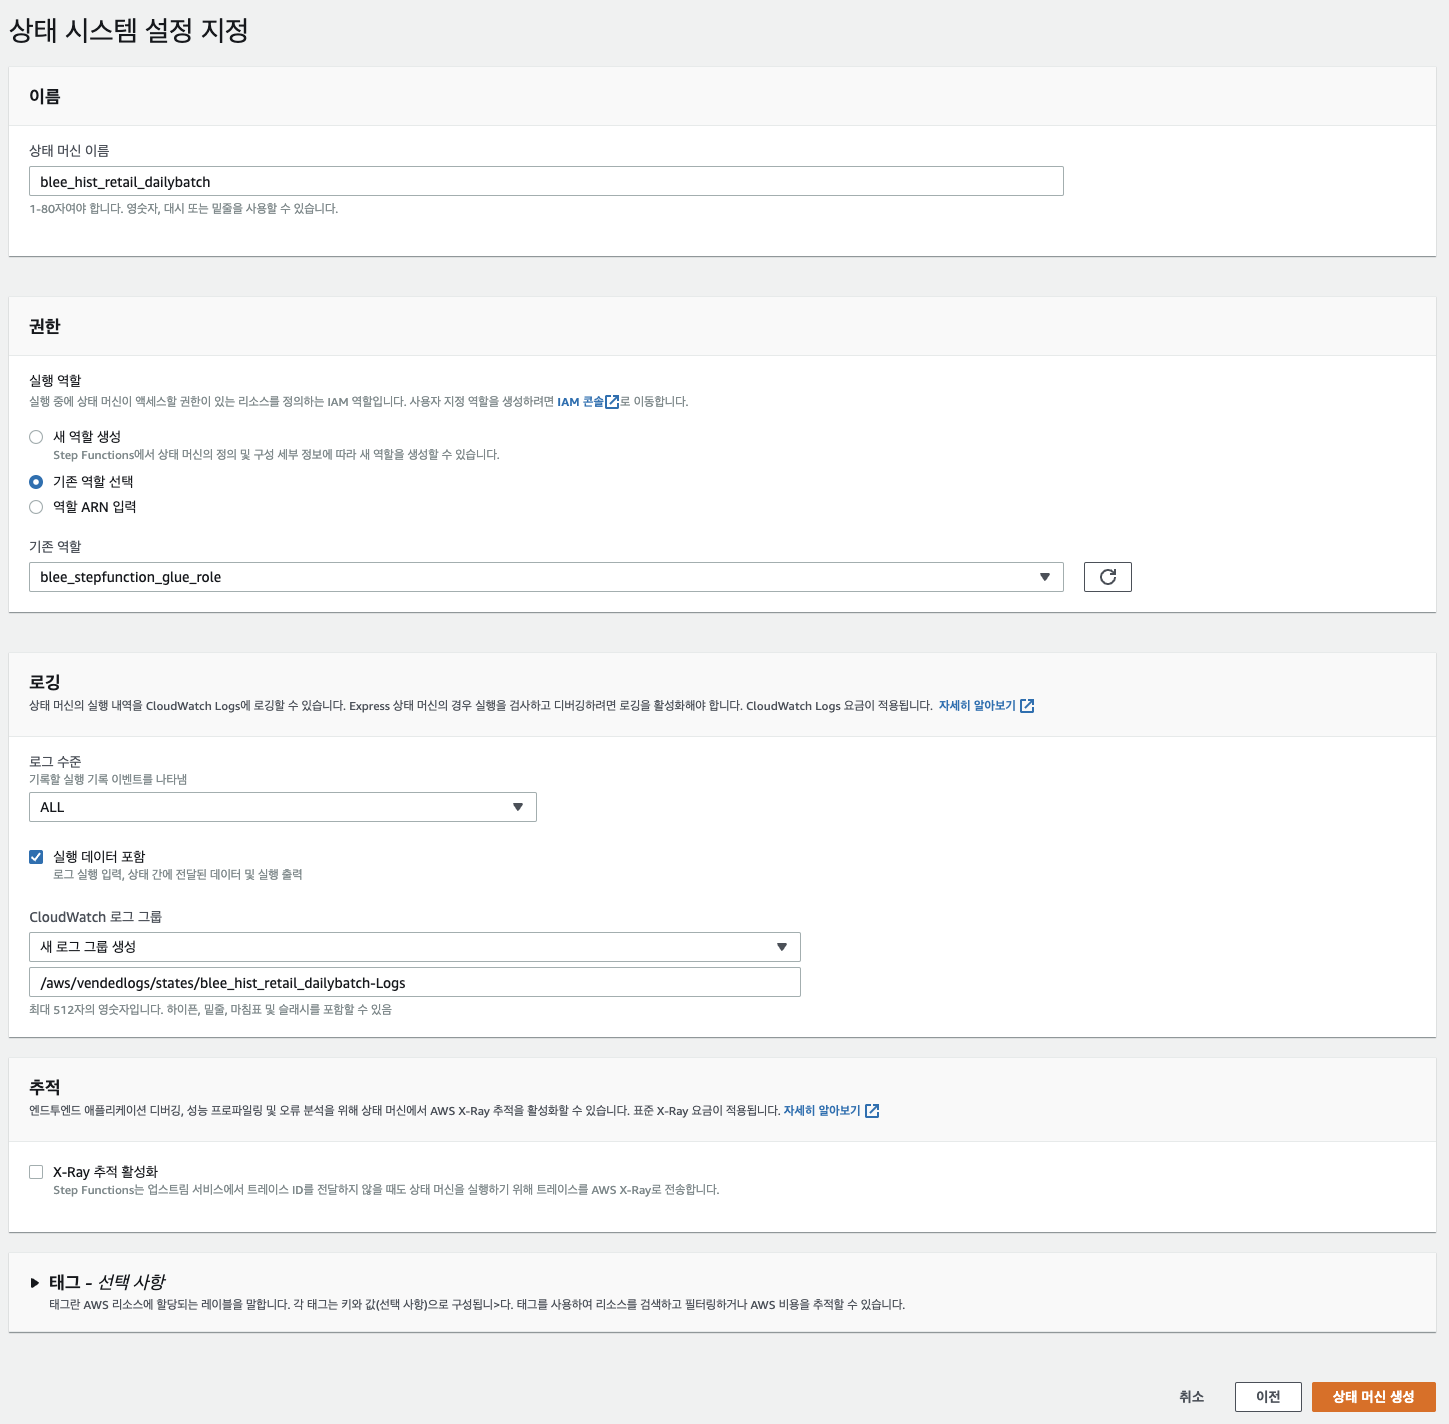 상태 시스템 설정 지정
이름
상태 머신 이름
blee_hist_retail_dailybatch
1-80자여야 합니다. 영숫자, 대시 또는 밑줄을 사용할 수 있습니다.
권한
실행 역할
실행 중에 상태 머신이 액세스할 권한이 있는 리소스를 정의하는 IAM 역할입니다. 사용자 지정 역할을 생성하려면 IAM 콘솔로 이동합니다.
새 역할 생성
Step Functions에서 상태 머신의 정의 및 구성 세부 정보에 따라 새 역할을 생성할 수 있습니다.
기존 역할 선택
역할 ARN 입력
기존 역할
blee_stepfunction_glue_role
로깅
상태 머신의 실행 내역을 CloudWatch Logs에 로깅할 수 있습니다. Express 상태 머신의 경우 실행을 검사하고 디버깅하려면 로깅을 활성화해야 합니다. CloudWatch Logs 요금이 적용됩니다. 자세히 알아보기
로그 수준
기록할 실행 기록 이벤트를 나타냄
ALL
실행 데이터 포함
로그 실행 입력, 상태 간에 전달된 데이터 및 실행 출력
CloudWatch 로그 그룹
새 로그 그룹 생성
/aws/vendedlogs/states/blee_hist_retail_dailybatch-Logs
최대 512자의 영숫자입니다. 하이픈, 밑줄, 마침표 및 슬래시를 포함할 수 있음
추적
엔드투엔드 애플리케이션 디버깅, 성능 프로파일링 및 오류 분석을 위해 상태 머신에서 AWS X-Ray 추적을 활성화할 수 있습니다. 표준 X-Ray 요금이 적용됩니다. 자세히 알아보기
X-Ray 추적 활성화
Step Functions는 업스트림 서비스에서 트레이스 ID를 전달하지 않을 때도 상태 머신을 실행하기 위해 트레이스를 AWS X-Ray로 전송합니다.
태그 - 선택 사항
태그란 AWS 리소스에 할당되는 레이블을 말합니다. 각 태그는 키와 값(선택 사항)으로 구성됩니>다. 태그를 사용하여 리소스를 검색하고 필터링하거나 AWS 비용을 추적할 수 있습니다.
취소
이전
상태 머신 생성